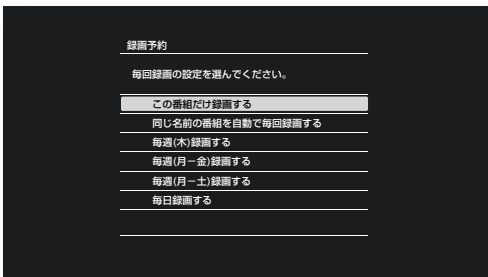 録画予約
毎回録画の設定を選んでください。
この番組だけ録画する
同じ名前の番組を自動で毎回録画する
毎週(木)録画する
毎週(月－金)録画する
毎週(月－土)録画する
毎日録画する